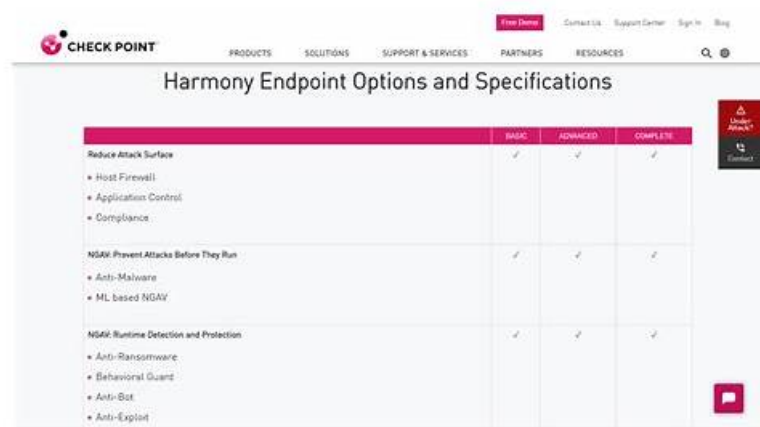 Free Demo Contact Us Support Center Sign In Blog
CHECK POINT
PRODUCTS SOLUTIONS SUPPORT & SERVICES PARTNERS RESOURCES
Harmony Endpoint Options and Specifications
Under
Attack?
Contact
BASIC ADVANCED COMPLETE
Reduce Attack Surface ✓ ✓ ✓
• Host Firewall
• Application Control
• Compliance
NGAV: Prevent Attacks Before They Run ✓ ✓ ✓
• Anti-Malware
• ML based NGAV
NGAV: Runtime Detection and Protection ✓ ✓ ✓
• Anti-Ransomware
• Behavioral Guard
• Anti-Bot
• Anti-Exploit